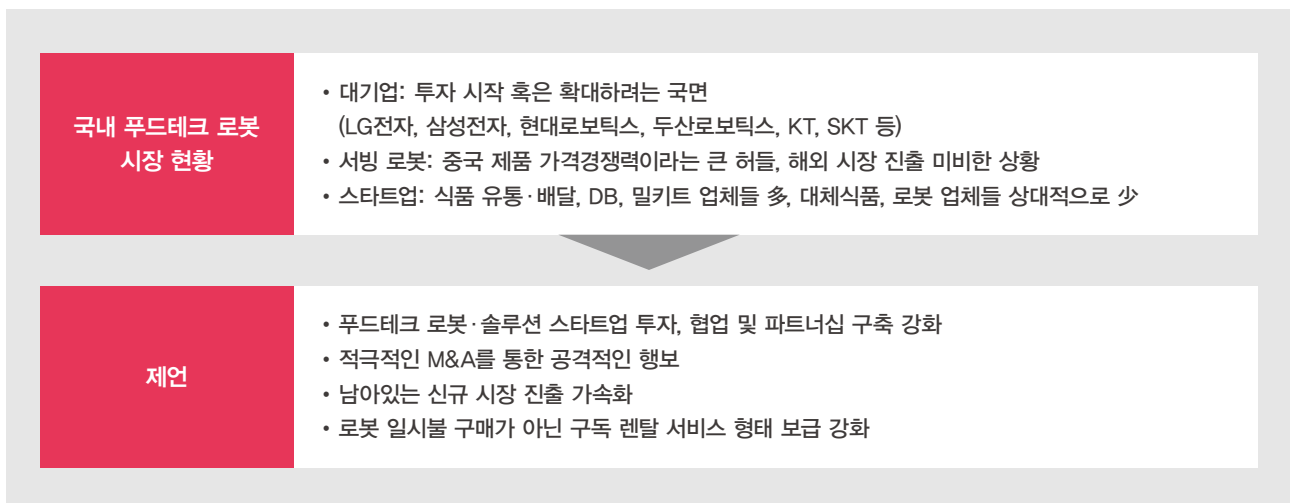 국내 푸드테크 로봇
시장 현황
• 대기업: 투자 시작 혹은 확대하려는 국면
(LG전자, 삼성전자, 현대로보틱스, 두산로보틱스, KT, SKT 등)
• 서빙 로봇: 중국 제품 가격경쟁력이라는 큰 허들, 해외 시장 진출 미비한 상황
• 스타트업: 식품 유통·배달, DB, 밀키트 업체들 多, 대체식품, 로봇 업체들 상대적으로 少
제언
• 푸드테크 로봇·솔루션 스타트업 투자, 협업 및 파트너십 구축 강화
• 적극적인 M&A를 통한 공격적인 행보
• 남아있는 신규 시장 진출 가속화
• 로봇 일시불 구매가 아닌 구독 렌탈 서비스 형태 보급 강화